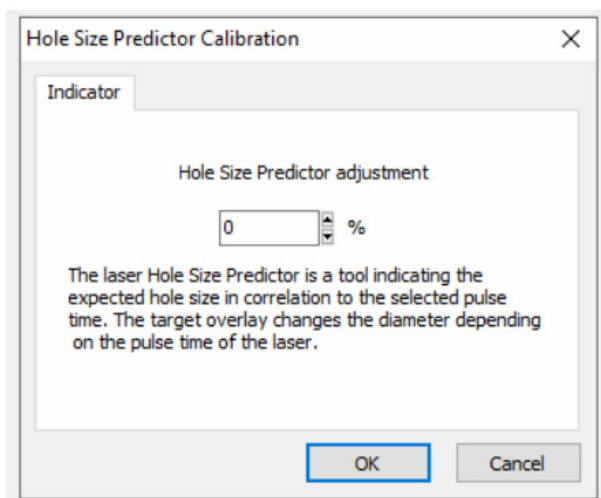 Hole Size Predictor Calibration
Indicator
Hole Size Predictor adjustment
0 %
The laser Hole Size Predictor is a tool indicating the
expected hole size in correlation to the selected pulse
time. The target overlay changes the diameter depending
on the pulse time of the laser.
OK Cancel